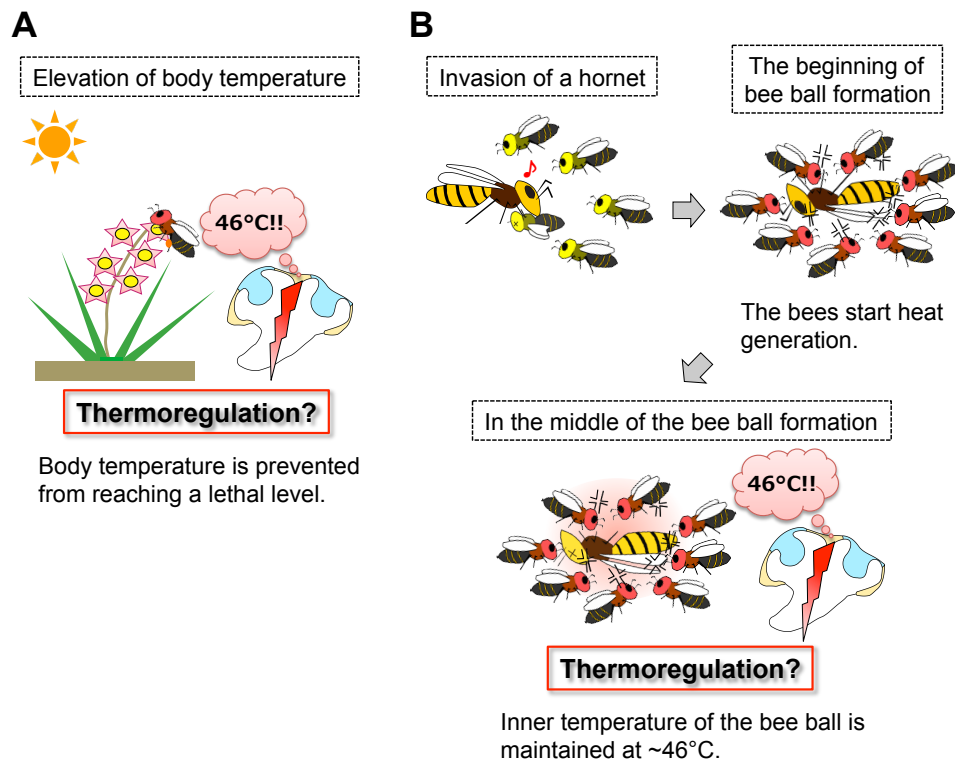 A
Elevation of body temperature
46°C!!
Thermoregulation?
Body temperature is prevented
from reaching a lethal level.
B
Invasion of a hornet
The beginning of
bee ball formation
The bees start heat
generation.
In the middle of the bee ball formation
46°C!!
Thermoregulation?
Inner temperature of the bee ball is
maintained at ~46°C.